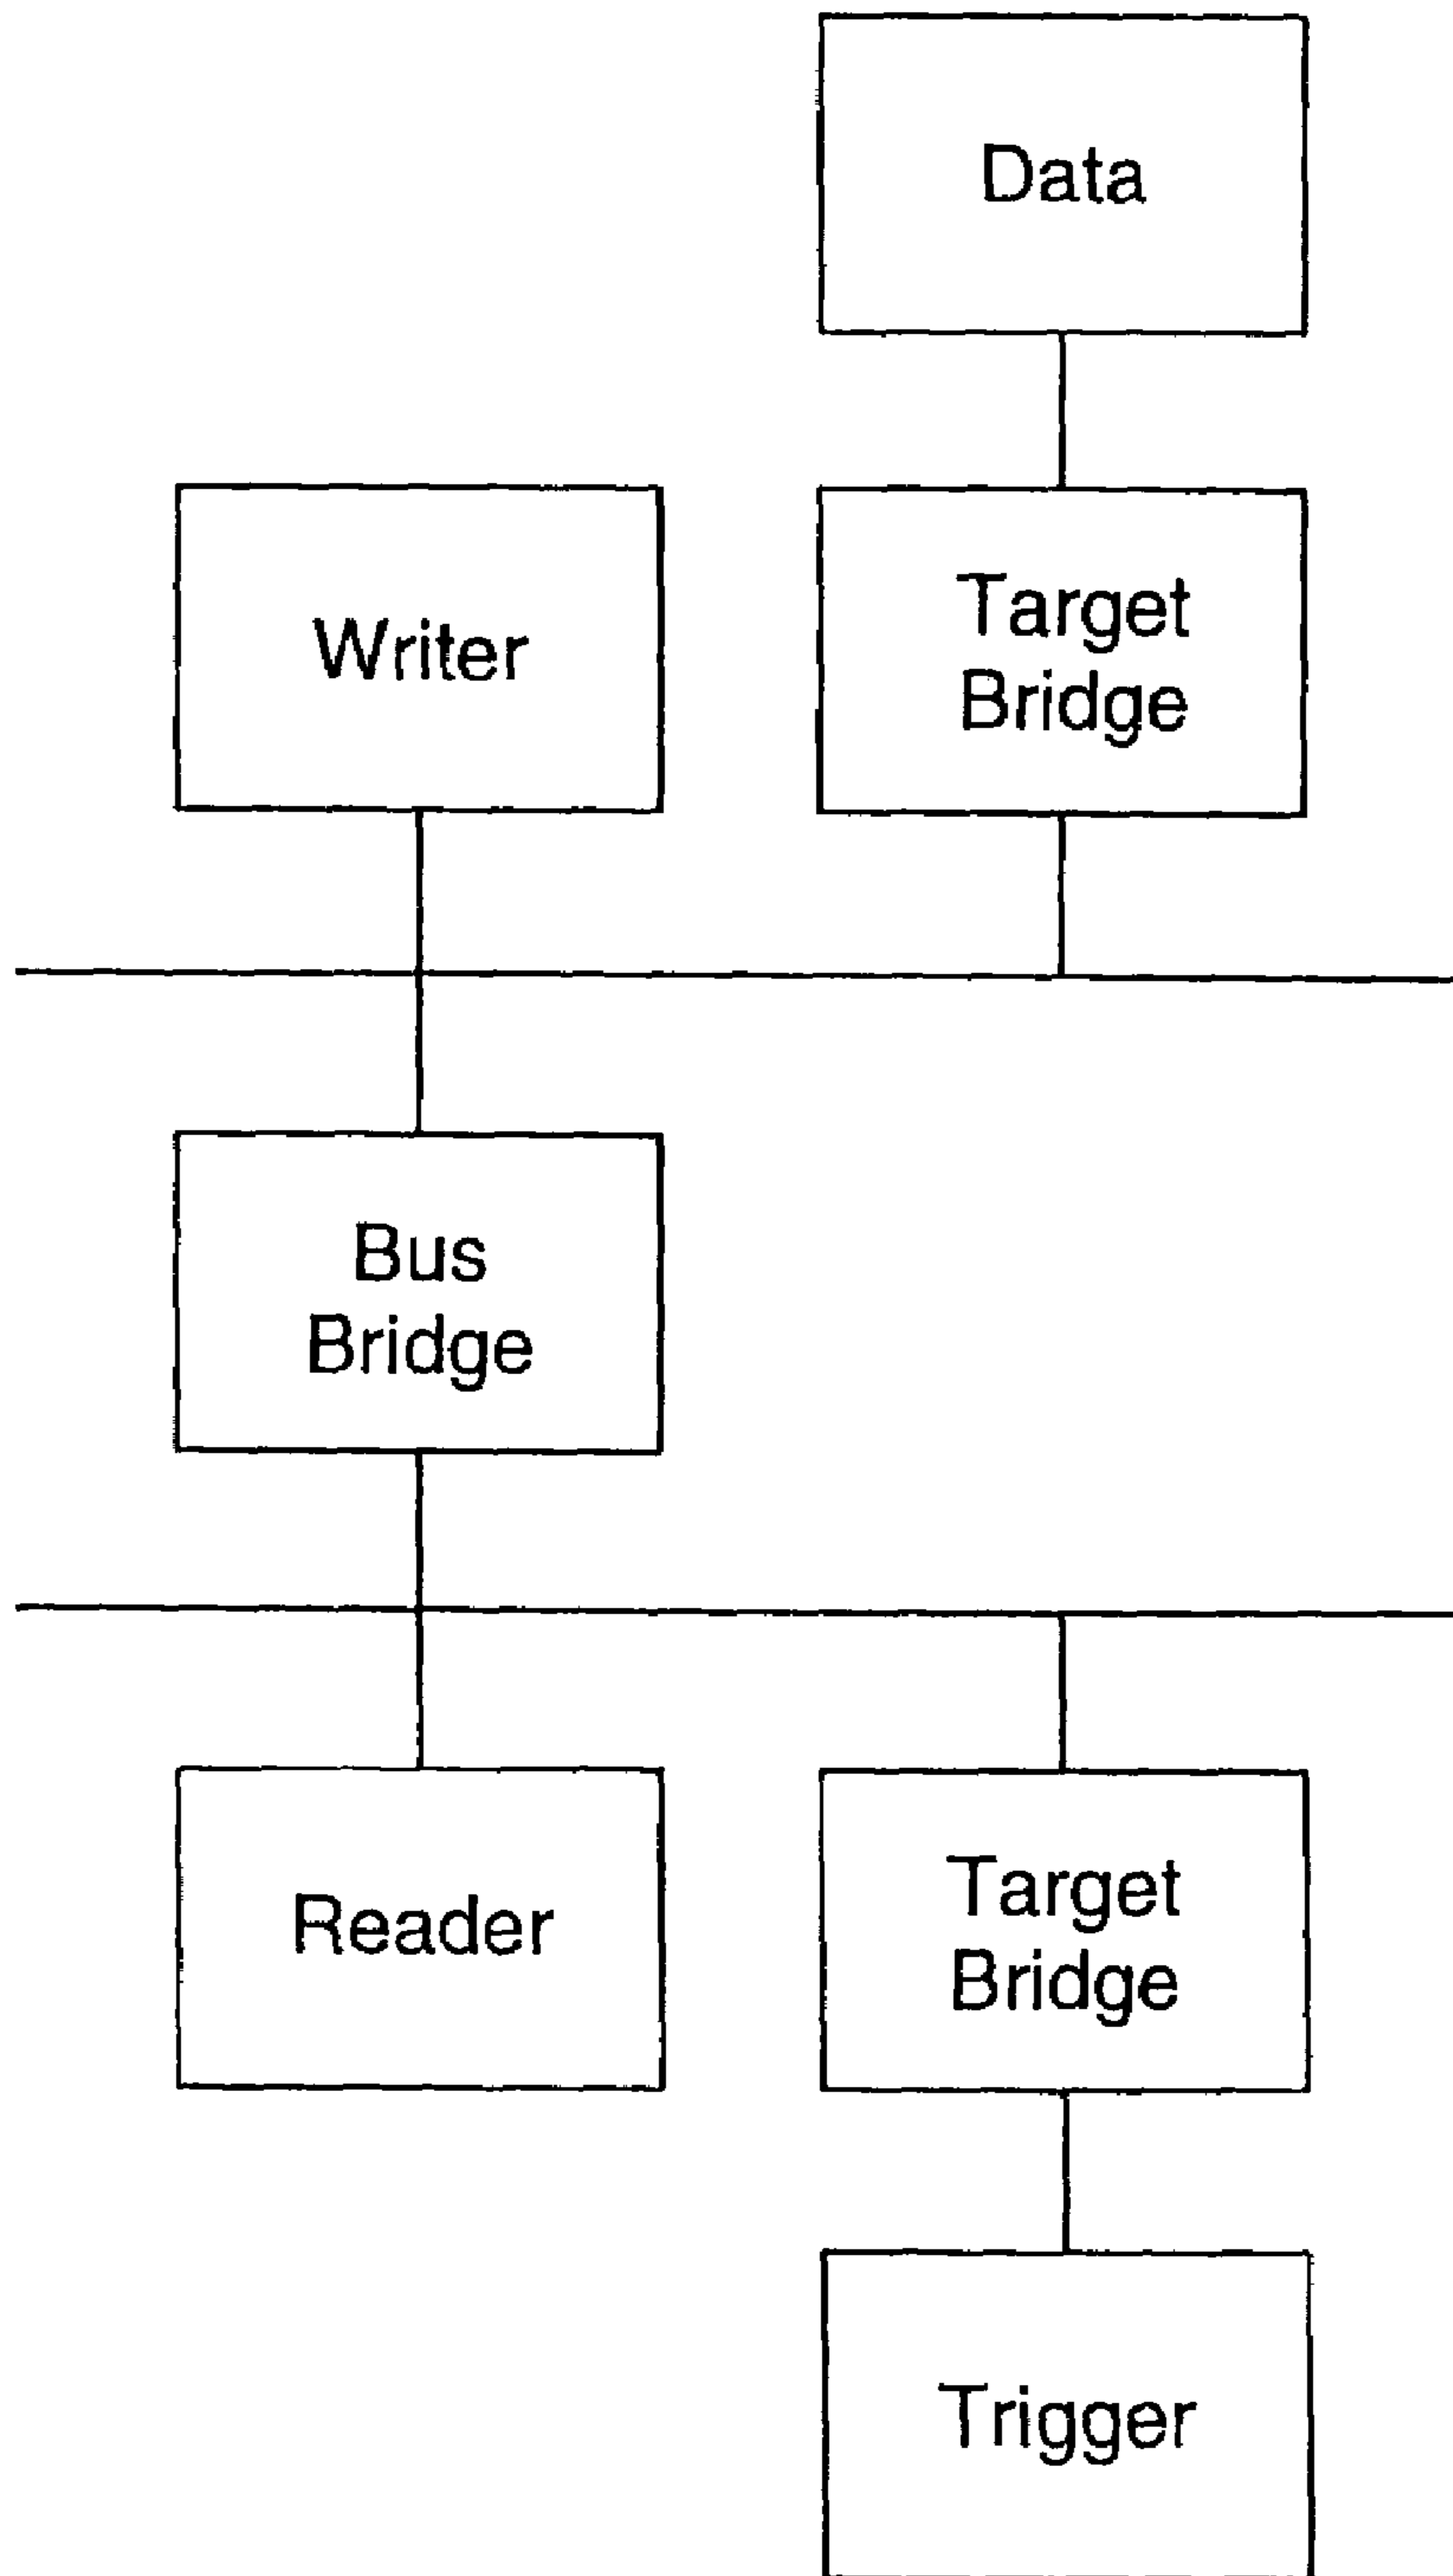 Data
Writer
Target
Bridge
Bus
Bridge
Reader
Target
Bridge
Trigger